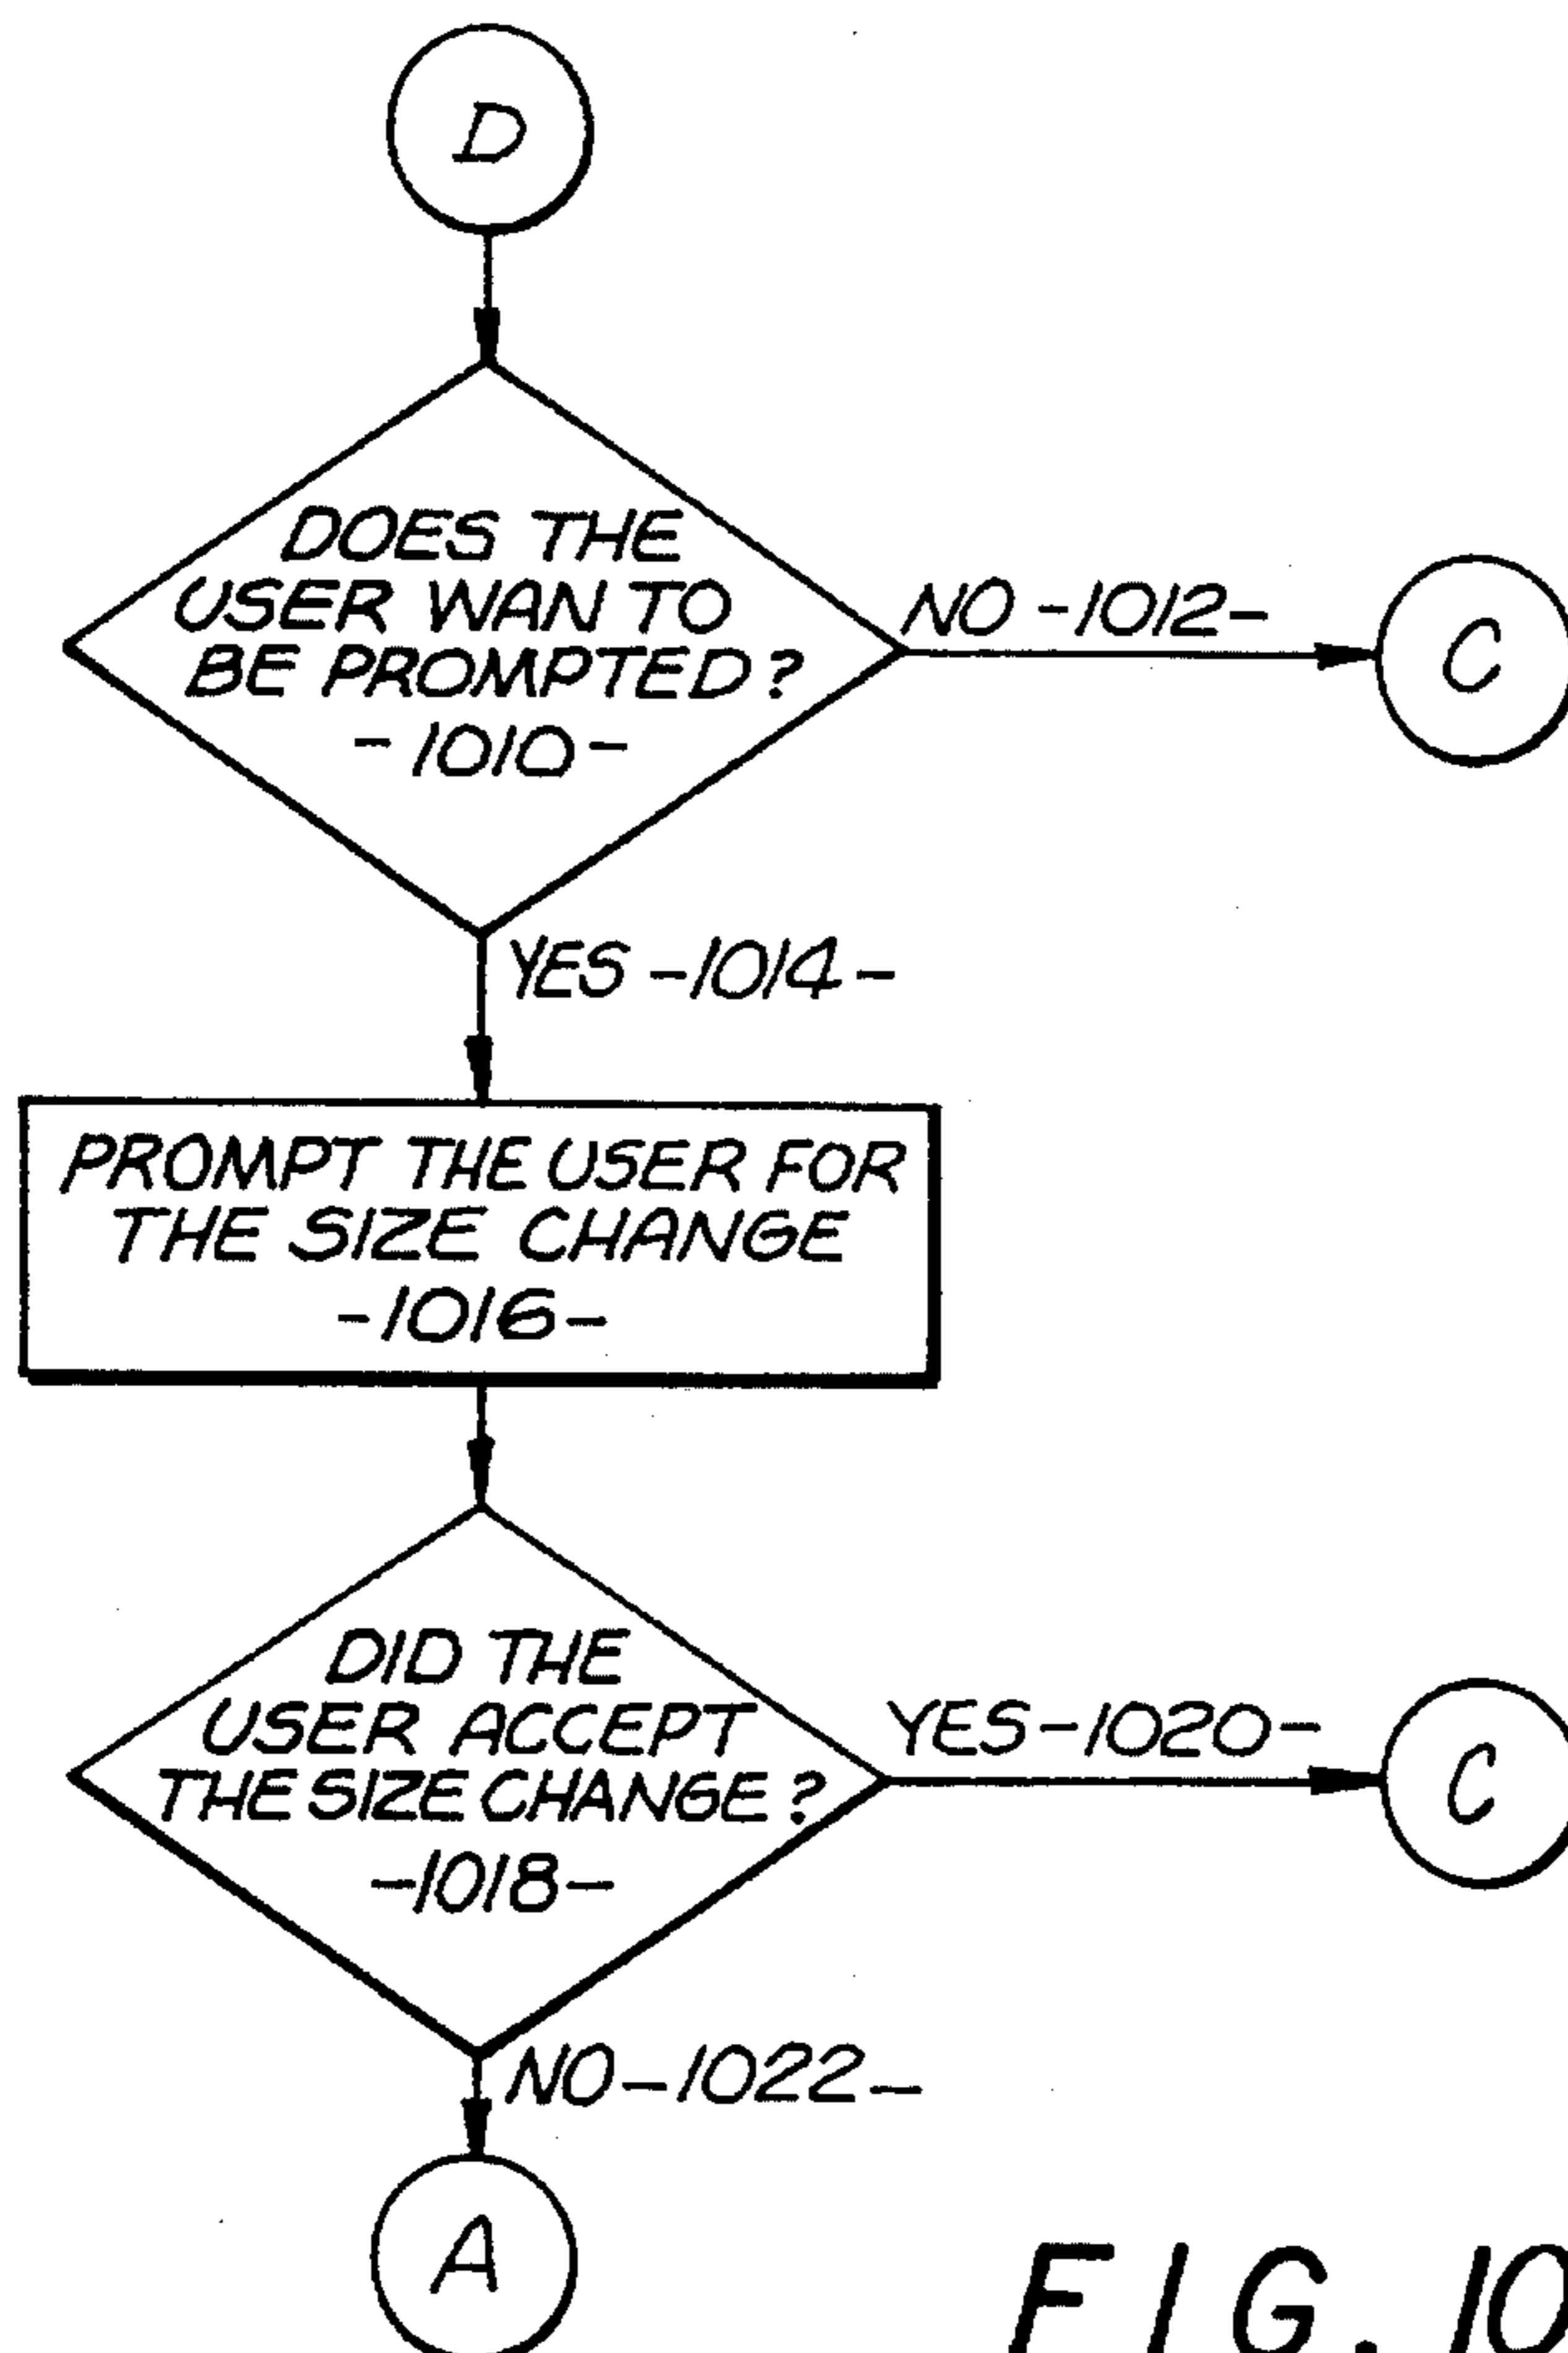 D
DOES THE
USER WAN TO
BE PROMPTED?
-1010-
NO -1012-
C
YES -1014-
PROMPT THE USER FOR
THE SIZE CHANGE
-1016-
DID THE
USER ACCEPT
THE SIZE CHANGE?
-1018-
YES-1020-
C
NO-1022-
A
FIG. 10